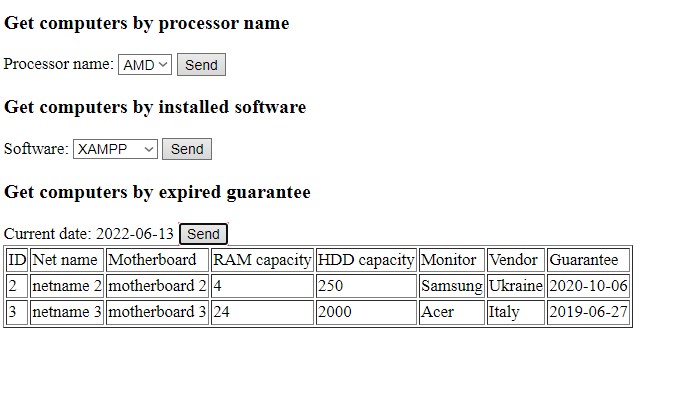 Get computers by processor name
Processor name: AMD Send
Get computers by installed software
Software: XAMPP Send
Get computers by expired guarantee
Current date: 2022-06-13 Send
ID Net name Motherboard RAM capacity HDD capacity Monitor Vendor Guarantee
2 netname 2 motherboard 2 4 250 Samsung Ukraine 2020-10-06
3 netname 3 motherboard 3 24 2000 Acer Italy 2019-06-27